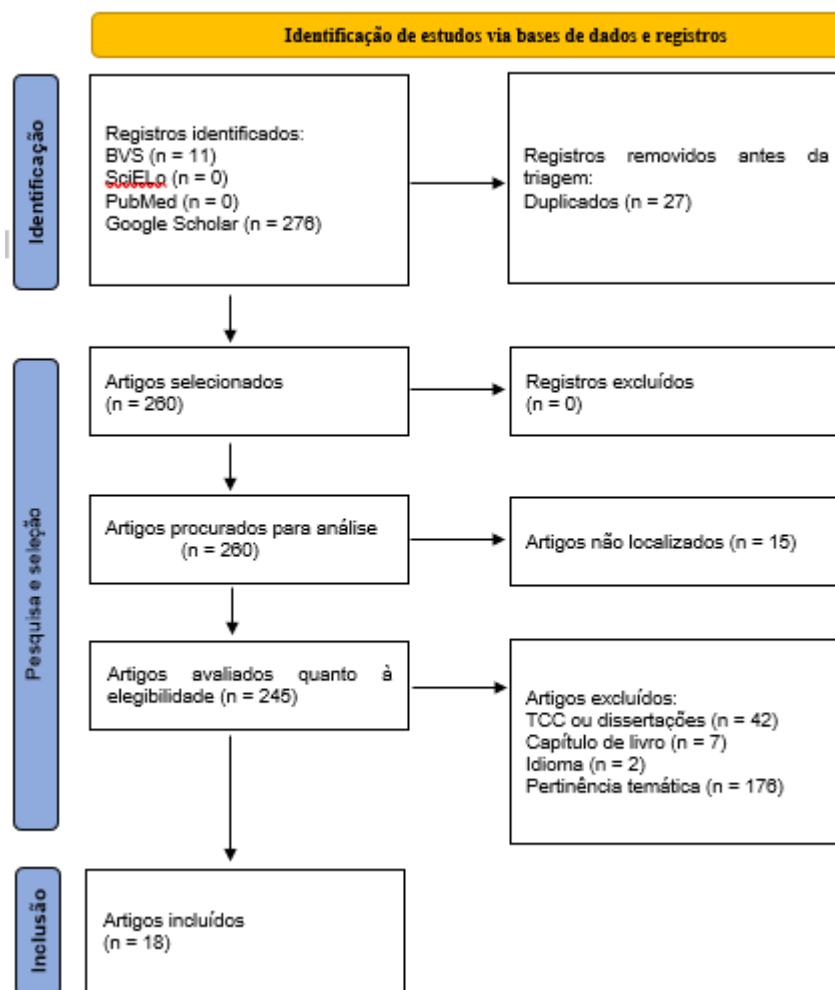 Identificação de estudos via bases de dados e registros
Identificação
Registros identificados:
BVS (n = 11)
SciELo (n = 0)
PubMed (n = 0)
Google Scholar (n = 276)
Registros removidos antes da
triagem:
Duplicados (n = 27)
Pesquisa e seleção
Artigos selecionados
(n = 260)
Registros excluídos
(n = 0)
Artigos procurados para análise
(n = 260)
Artigos não localizados (n = 15)
Artigos avaliados quanto à
elegibilidade (n = 245)
Artigos excluídos:
TCC ou dissertações (n = 42)
Capítulo de livro (n = 7)
Idioma (n = 2)
Pertinência temática (n = 176)
Inclusão
Artigos incluídos
(n = 18)